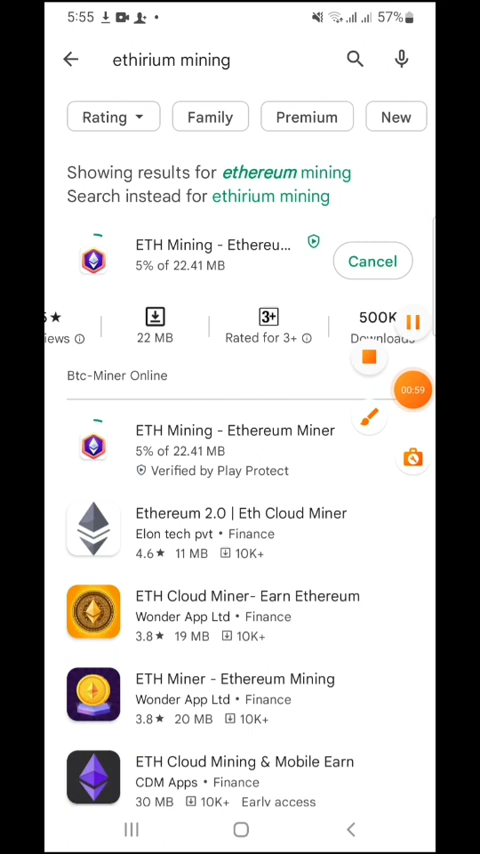 5:55
57%
ethirium mining
Rating
Family
Premium
New
Showing results for ethereum mining
Search instead for ethirium mining
ETH Mining - Ethereu...
5% of 22.41 MB
Cancel
★
3+
500K
iews
22 MB
Rated for 3+
Downloads
00:59
Btc-Miner Online
ETH Mining - Ethereum Miner
5% of 22.41 MB
Verified by Play Protect
Ethereum 2.0 | Eth Cloud Miner
Elon tech pvt • Finance
4.6★ 11 MB 10K+
ETH Cloud Miner- Earn Ethereum
Wonder App Ltd • Finance
3.8★ 19 MB 10K+
ETH Miner - Ethereum Mining
Wonder App Ltd • Finance
3.8★ 20 MB 10K+
ETH Cloud Mining & Mobile Earn
CDM Apps • Finance
30 MB 10K+ Early access